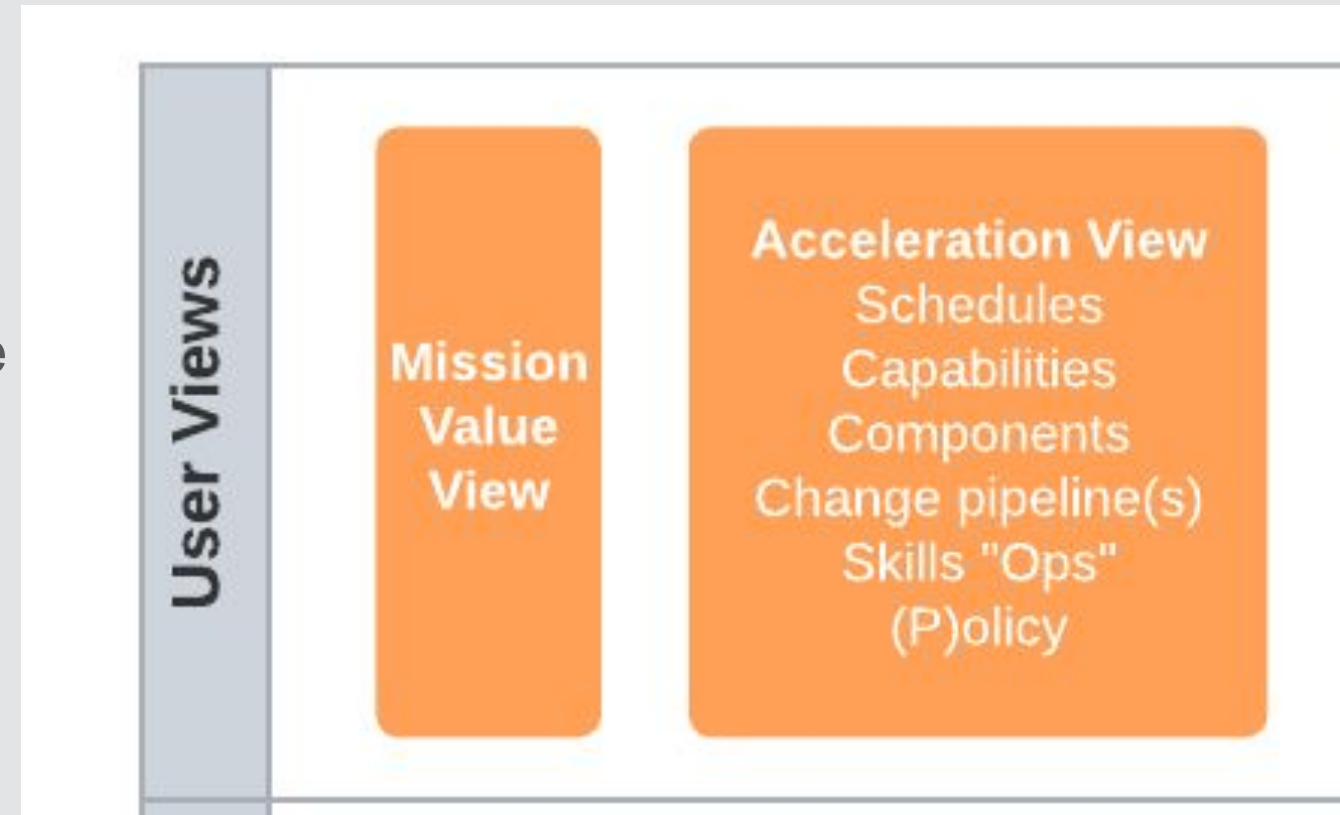 User Views
Mission
Value
View
Acceleration View
Schedules
Capabilities
Components
Change pipeline(s)
Skills "Ops"
(P)olicy